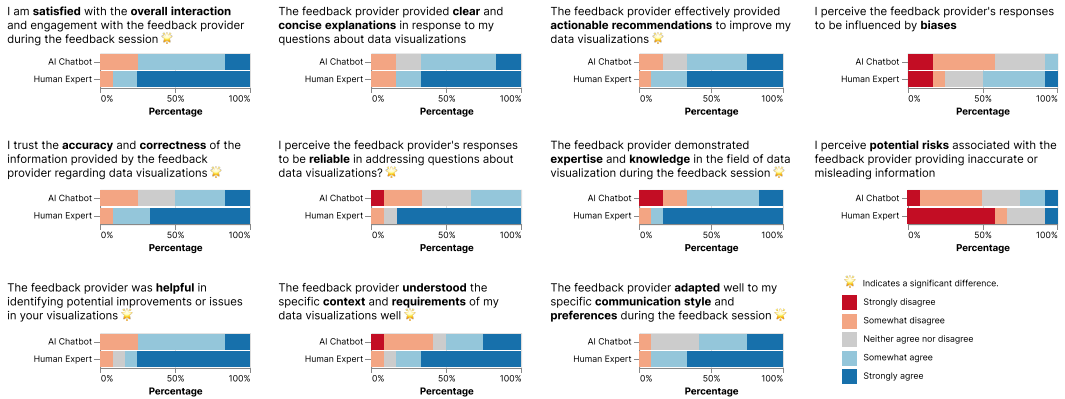 I am satisfied with the overall interaction
and engagement with the feedback provider
during the feedback session
AI Chatbot
Human Expert
0%
50%
100%
Percentage
The feedback provider provided clear and
concise explanations in response to my
questions about data visualizations
AI Chatbot
Human Expert
0%
50%
100%
Percentage
The feedback provider effectively provided
actionable recommendations to improve my
data visualizations
AI Chatbot
Human Expert
0%
50%
100%
Percentage
I perceive the feedback provider's responses
to be influenced by biases
AI Chatbot
Human Expert
0%
50%
100%
Percentage
I trust the accuracy and correctness of the
information provided by the feedback
provider regarding data visualizations
AI Chatbot
Human Expert
0%
50%
100%
Percentage
I perceive the feedback provider's responses
to be reliable in addressing questions about
data visualizations?
AI Chatbot
Human Expert
0%
50%
100%
Percentage
The feedback provider demonstrated
expertise and knowledge in the field of data
visualization during the feedback session
AI Chatbot
Human Expert
0%
50%
100%
Percentage
I perceive potential risks associated with the
feedback provider providing inaccurate or
misleading information
AI Chatbot
Human Expert
0%
50%
100%
Percentage
The feedback provider was helpful in
identifying potential improvements or issues
in your visualizations
AI Chatbot
Human Expert
0%
50%
100%
Percentage
The feedback provider understood the
specific context and requirements of my
data visualizations well
AI Chatbot
Human Expert
0%
50%
100%
Percentage
The feedback provider adapted well to my
specific communication style and
preferences during the feedback session
AI Chatbot
Human Expert
0%
50%
100%
Percentage
Indicates a significant difference.
Strongly disagree
Somewhat disagree
Neither agree nor disagree
Somewhat agree
Strongly agree